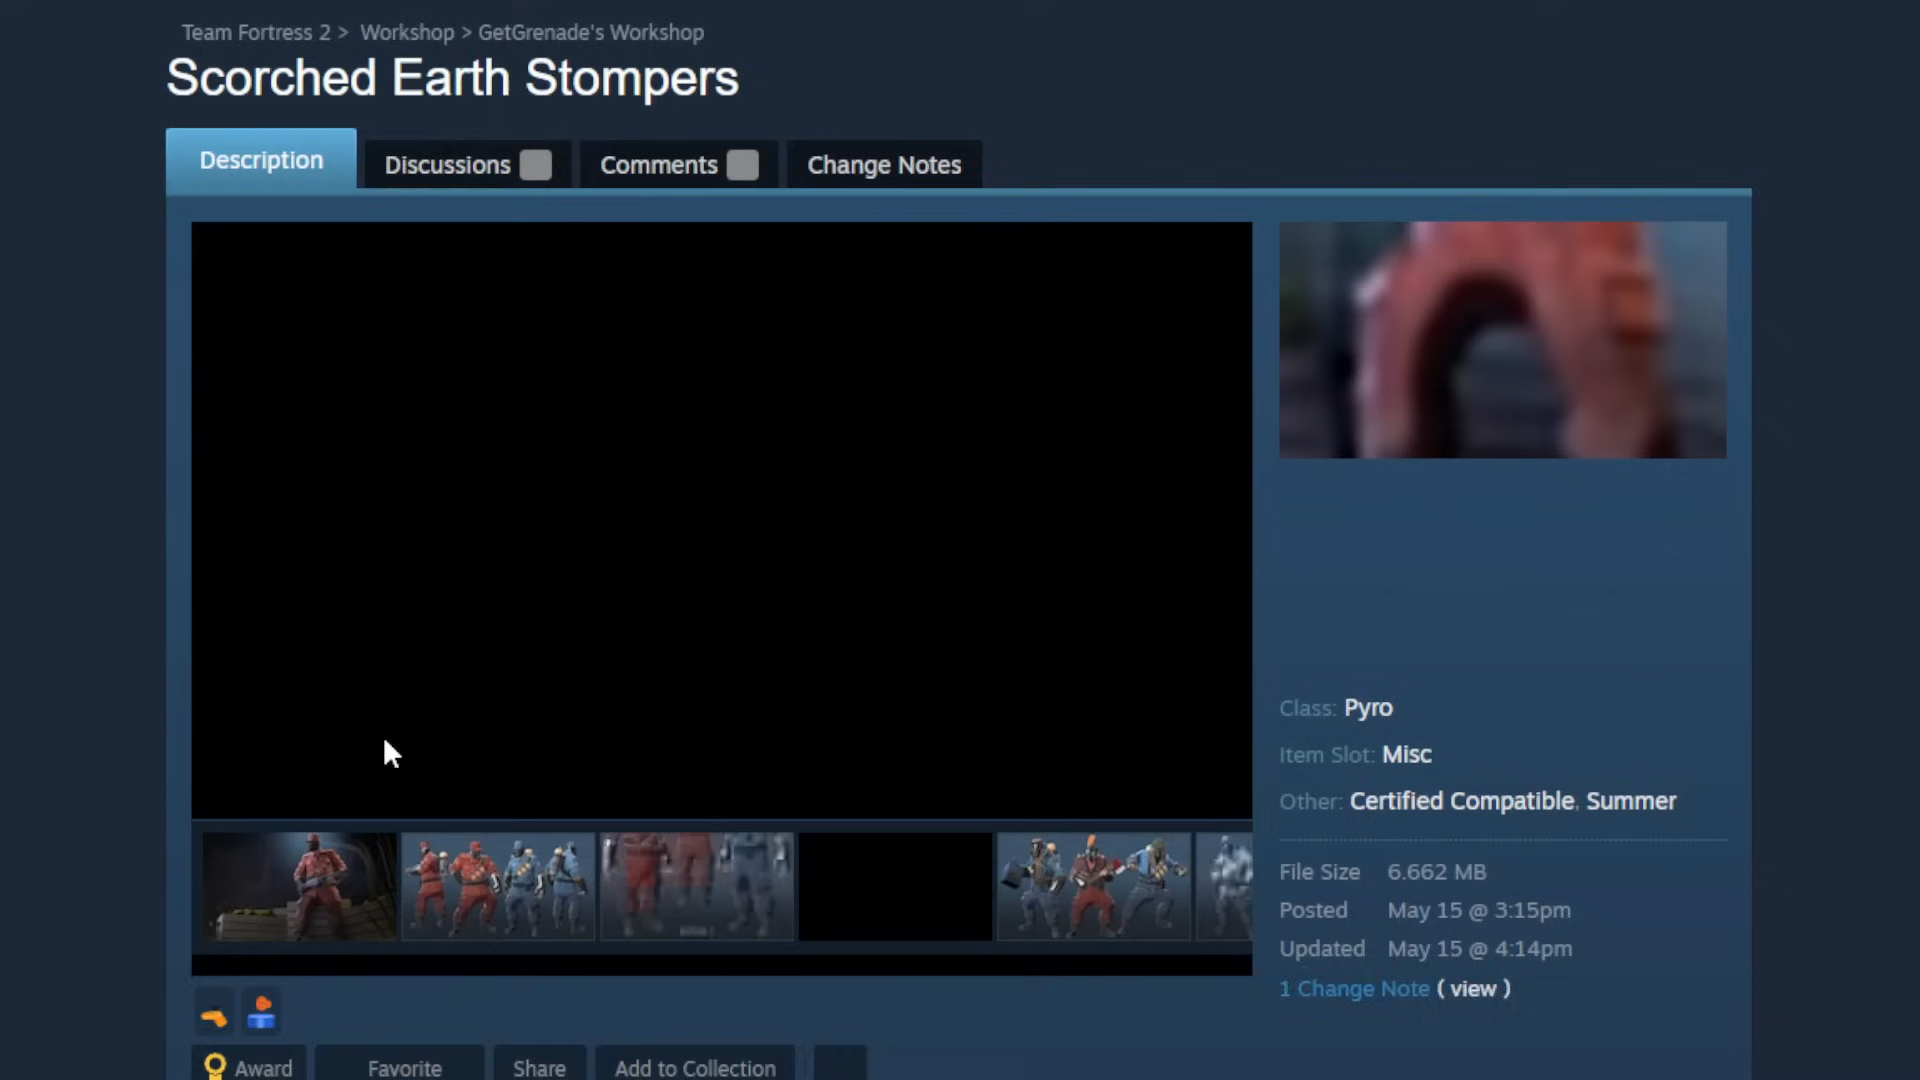 Team Fortress 2 > Workshop > GetGrenade's Workshop
Scorched Earth Stompers
Description
Discussions
Comments
Change Notes
Class: Pyro
Item Slot: Misc
Other: Certified Compatible, Summer
File Size 6.662 MB
Posted May 15 @ 3:15pm
Updated May 15 @ 4:14pm
1 Change Note ( view )
Award
Favorite
Share
Add to Collection